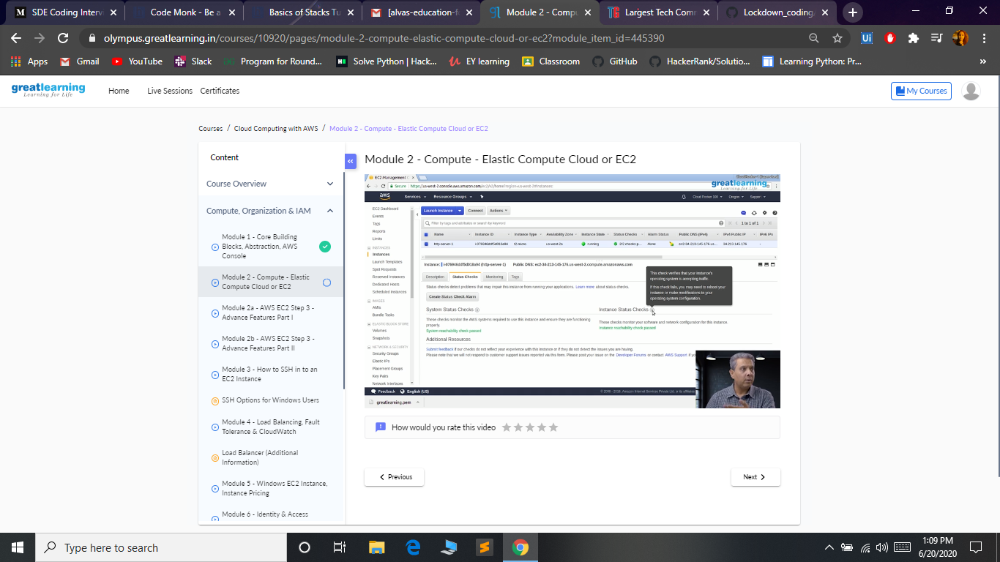 SDE Coding Interv
Code Monk - Be a
Basics of Stacks Tu
[alvas-education-f
Module 2 - Compu
Largest Tech Comm
Lockdown_coding
olympus.greatlearning.in/courses/10920/pages/module-2-compute-elastic-compute-cloud-or-ec2?module_item_id=445390
Apps
Gmail
YouTube
Slack
Program for Round...
Solve Python | Hack...
EY learning
Classroom
GitHub
HackerRank/Solutio...
Learning Python: Pr...
greatlearning
Learning for Life
Home
Live Sessions
Certificates
My Courses
Courses / Cloud Computing with AWS / Module 2 - Compute - Elastic Compute Cloud or EC2
Content
Course Overview
Compute, Organization & IAM
Module 1 - Core Building
Blocks, Abstraction, AWS
Console
Module 2 - Compute - Elastic
Compute Cloud or EC2
Module 2a - AWS EC2 Step 3 -
Advance Features Part I
Module 2b - AWS EC2 Step 3 -
Advance Features Part II
Module 3 - How to SSH in to an
EC2 Instance
SSH Options for Windows Users
Module 4 - Load Balancing, Fault
Tolerance & CloudWatch
Load Balancer (Additional
Information)
Module 5 - Windows EC2 Instance,
Instance Pricing
Module 6 - Identity & Access
Module 2 - Compute - Elastic Compute Cloud or EC2
EC2 Management C
greatlearning
Learning for Life
Secure
https://us-west-2.console.aws.amazon.com/ec2/v2/home?region=us-west-2#Instances:
aws
Services
Resource Groups
Cloud Packer 100
Oregon
Support
EC2 Dashboard
Events
Tags
Reports
Limits
INSTANCES
Instances
Launch Templates
Spot Requests
Reserved Instances
Dedicated Hosts
Scheduled Instances
IMAGES
AMIs
Bundle Tasks
ELASTIC BLOCK STORE
Volumes
Snapshots
NETWORK & SECURITY
Security Groups
Elastic IPs
Placement Groups
Key Pairs
Network Interfaces
Launch Instance
Connect
Actions
Filter by tags and attributes or search by keyword
1 to 1 of 1
Name
Instance ID
Instance Type
Availability Zone
Instance State
Status Checks
Alarm Status
Public DNS (IPv4)
IPv4 Public IP
IPv6 IPs
http-server-1
i-076946ddf5d018a94
t2.micro
us-west-2a
running
2/2 checks p...
None
ec2-34-213-145-176.us...
34.213.145.176
-
Instance: i-076946ddf5d018a94 (http-server-1)
Public DNS: ec2-34-213-145-176.us-west-2.compute.amazonaws.com
Description
Status Checks
Monitoring
Tags
Status checks detect problems that may impair this instance from running your applications. Learn more about status checks.
Create Status Check Alarm
This check verifies that your instance's
operating system is accepting traffic.
If this check fails, you may need to reboot your
instance or make modifications to your
operating system configuration.
System Status Checks
These checks monitor the AWS systems required to use this instance and ensure they are functioning
properly.
System reachability check passed
Instance Status Checks
These checks monitor your software and network configuration for this instance.
Instance reachability check passed
Additional Resources
Submit feedback if our checks do not reflect your experience with this instance or if they do not detect the issues you are having.
Please note that we will not respond to customer support issues reported via this form. Please post your issue on the Developer Forums or contact AWS Support if yo
Feedback
English (US)
greatlearning.pem
How would you rate this video
Previous
Next
Type here to search
1:09 PM
6/20/2020